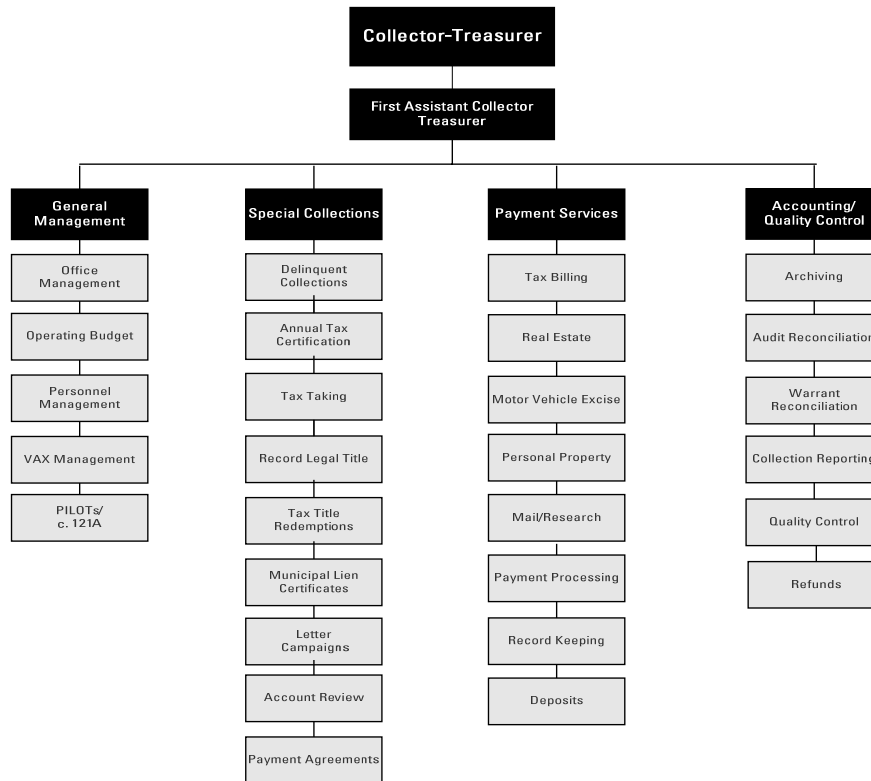 Collector-Treasurer
First Assistant Collector
Treasurer
General
Management
Office
Management
Operating Budget
Personnel
Management
VAX Management
PILOTs/
c. 121A
Special Collections
Delinquent
Collections
Annual Tax
Certification
Tax Taking
Record Legal Title
Tax Title
Redemptions
Municipal Lien
Certificates
Letter
Campaigns
Account Review
Payment Agreements
Payment Services
Tax Billing
Real Estate
Motor Vehicle Excise
Personal Property
Mail/Research
Payment Processing
Record Keeping
Deposits
Accounting/
Quality Control
Archiving
Audit Reconciliation
Warrant
Reconciliation
Collection Reporting
Quality Control
Refunds